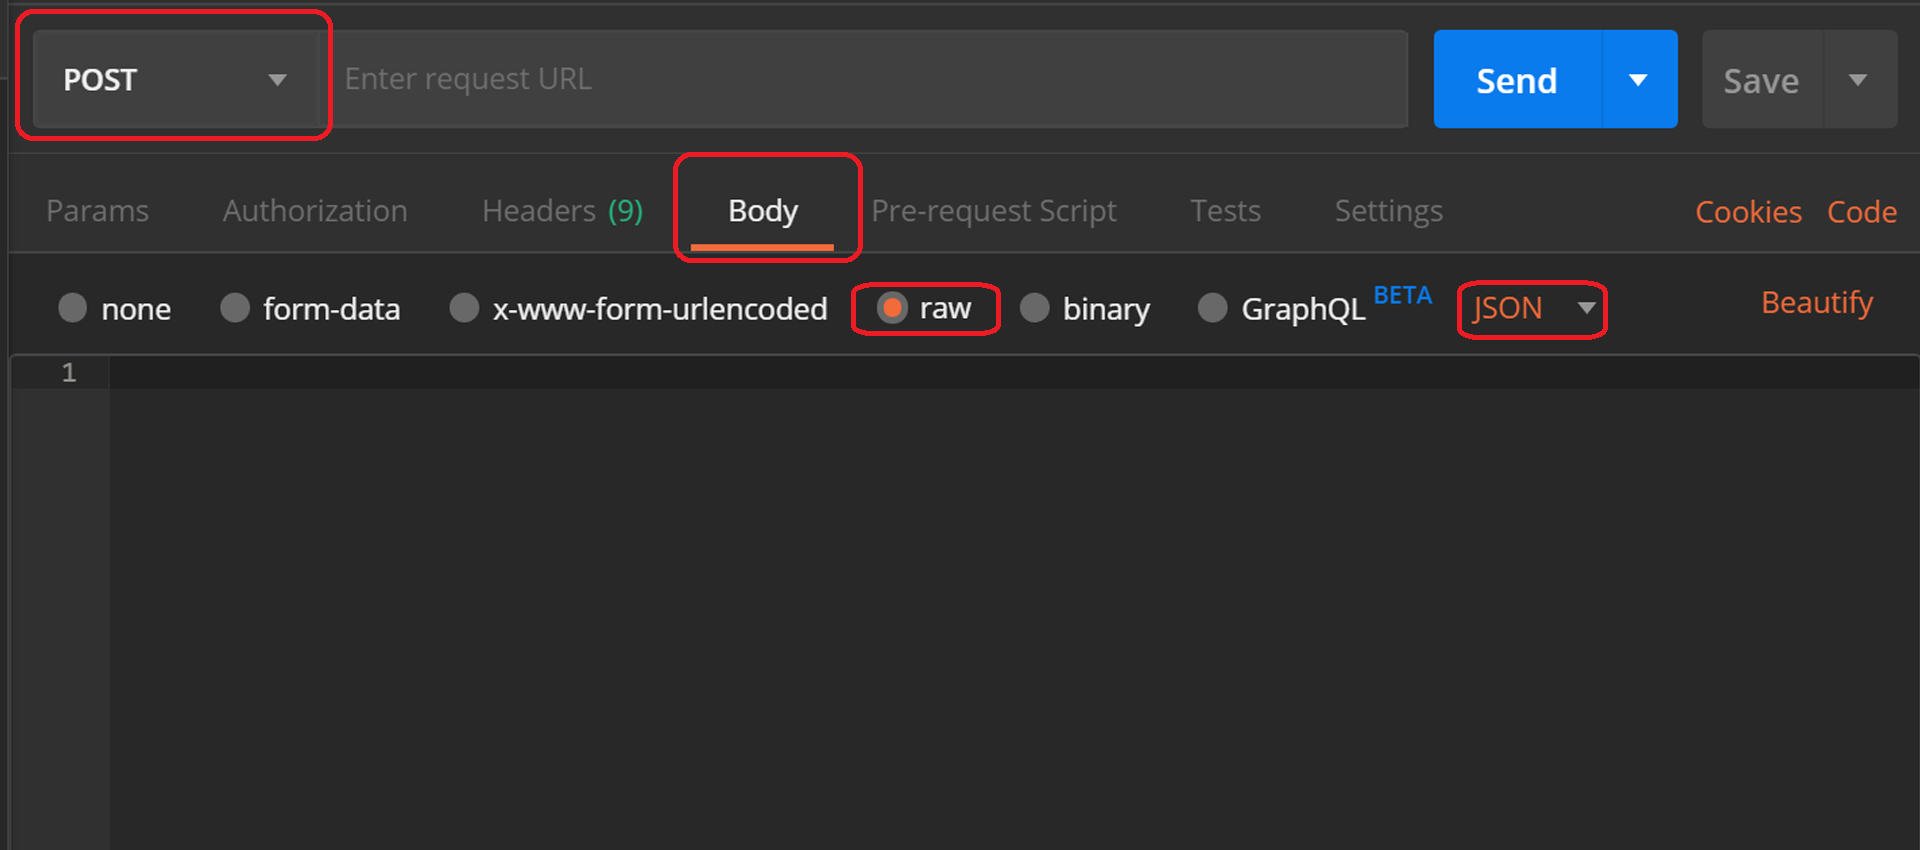 POST Enter request URL Send Save
Params Authorization Headers (9) Body Pre-request Script Tests Settings Cookies Code
none form-data x-www-form-urlencoded raw binary GraphQL BETA JSON Beautify
1